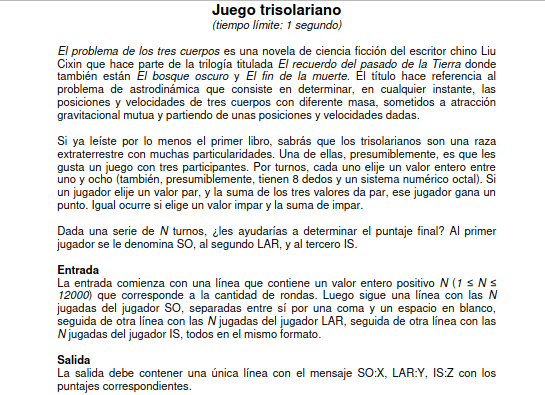 Juego trisolariano
(tiempo límite: 1 segundo)
El problema de los tres cuerpos es una novela de ciencia ficción del escritor chino Liu
Cixin que hace parte de la trilogía titulada El recuerdo del pasado de la Tierra donde
también están El bosque oscuro y El fin de la muerte. El título hace referencia al
problema de astrodinámica que consiste en determinar, en cualquier instante, las
posiciones y velocidades de tres cuerpos con diferente masa, sometidos a atracción
gravitacional mutua y partiendo de unas posiciones y velocidades dadas.
Si ya leíste por lo menos el primer libro, sabrás que los trisolarianos son una raza
extraterrestre con muchas particularidades. Una de ellas, presumiblemente, es que les
gusta un juego con tres participantes. Por turnos, cada uno elije un valor entero entre
uno y ocho (también, presumiblemente, tienen 8 dedos y un sistema numérico octal). Si
un jugador elije un valor par, y la suma de los tres valores da par, ese jugador gana un
punto. Igual ocurre si elige un valor impar y la suma de impar.
Dada una serie de N turnos, ¿les ayudarías a determinar el puntaje final? Al primer
jugador se le denomina SO, al segundo LAR, y al tercero IS.
Entrada
La entrada comienza con una línea que contiene un valor entero positivo N (1 ≤ N ≤
12000) que corresponde a la cantidad de rondas. Luego sigue una línea con las N
jugadas del jugador SO, separadas entre sí por una coma y un espacio en blanco,
seguida de otra línea con las N jugadas del jugador LAR, seguida de otra línea con las
N jugadas del jugador IS, todos en el mismo formato.
Salida
La salida debe contener una única línea con el mensaje SO:X, LAR:Y, IS:Z con los
puntajes correspondientes.